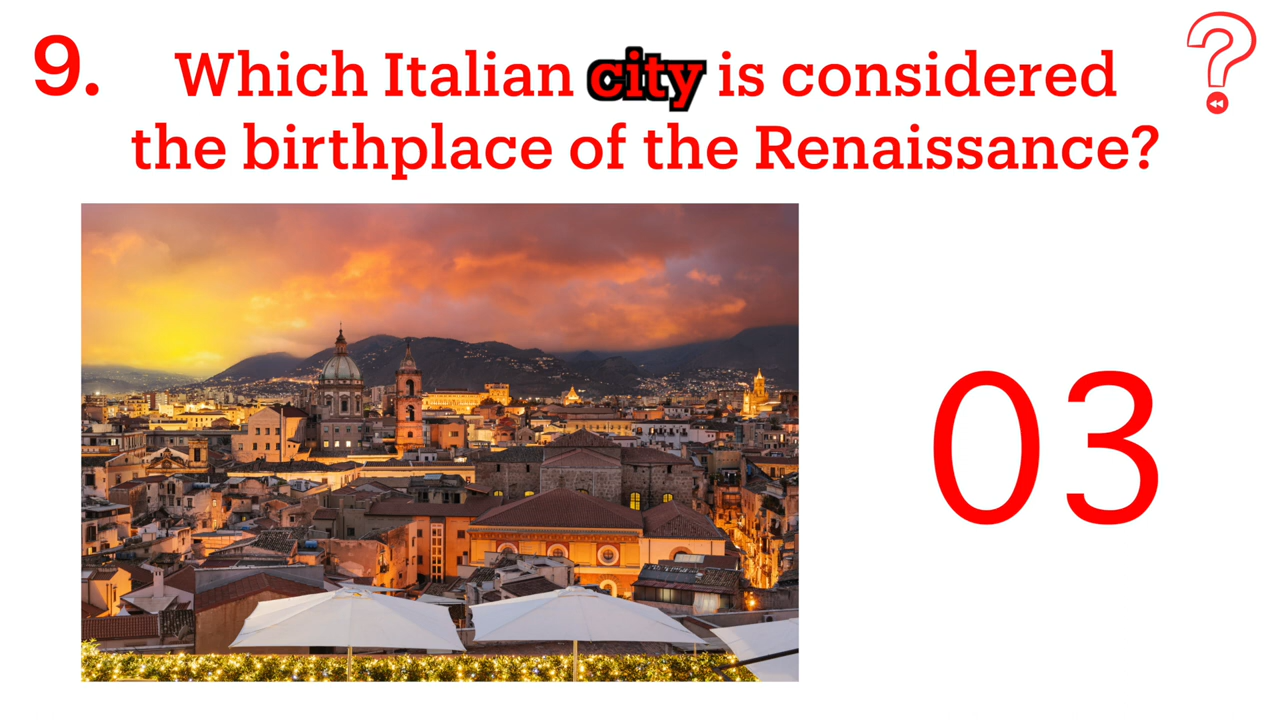 9.
Which Italian city is considered
the birthplace of the Renaissance?
03